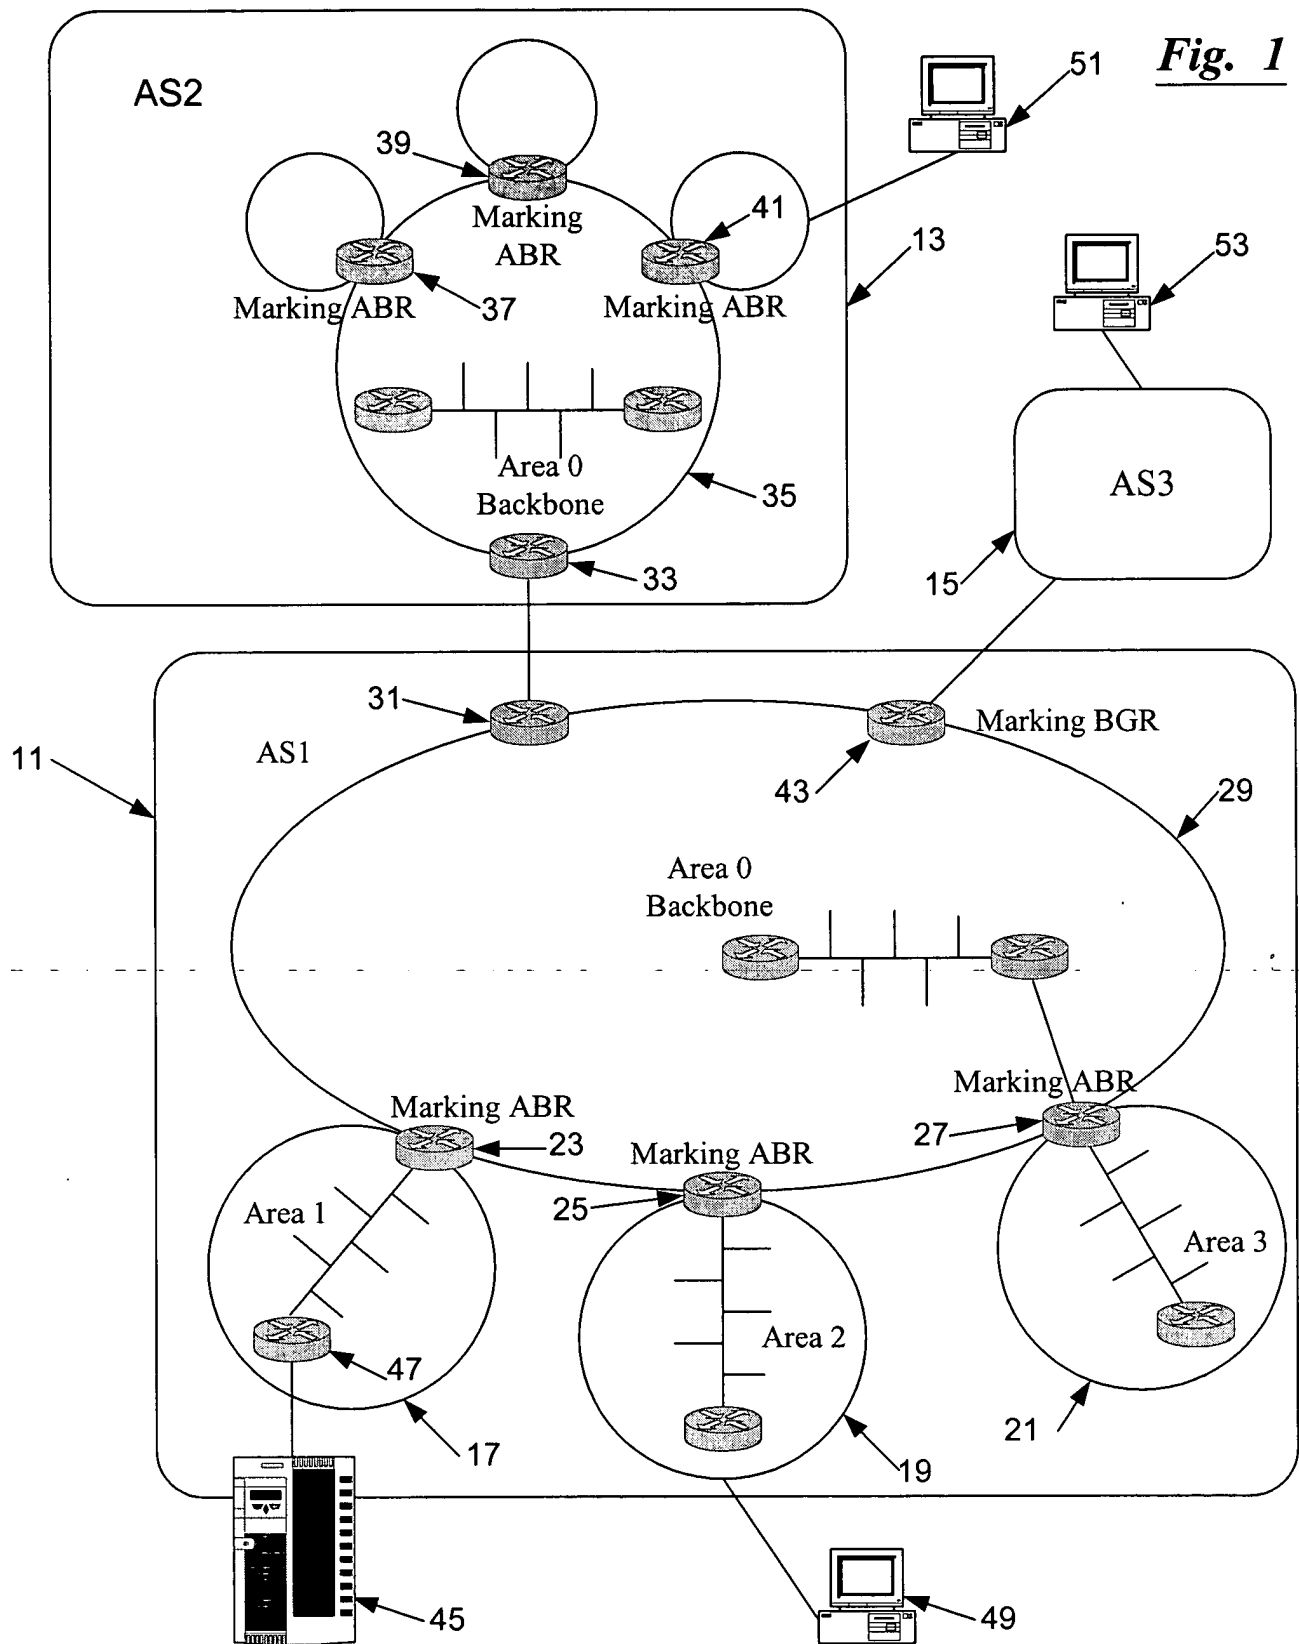 Fig. 1
51
AS2
39
Marking
ABR
41
13
53
Marking ABR
37
Marking ABR
Area 0
Backbone
35
AS3
33
15
31
Marking BGR
AS1
11
43
29
Area 0
Backbone
Marking ABR
Marking ABR
27
23
Marking ABR
25
Area 1
Area 3
Area 2
47
21
17
19
45
49